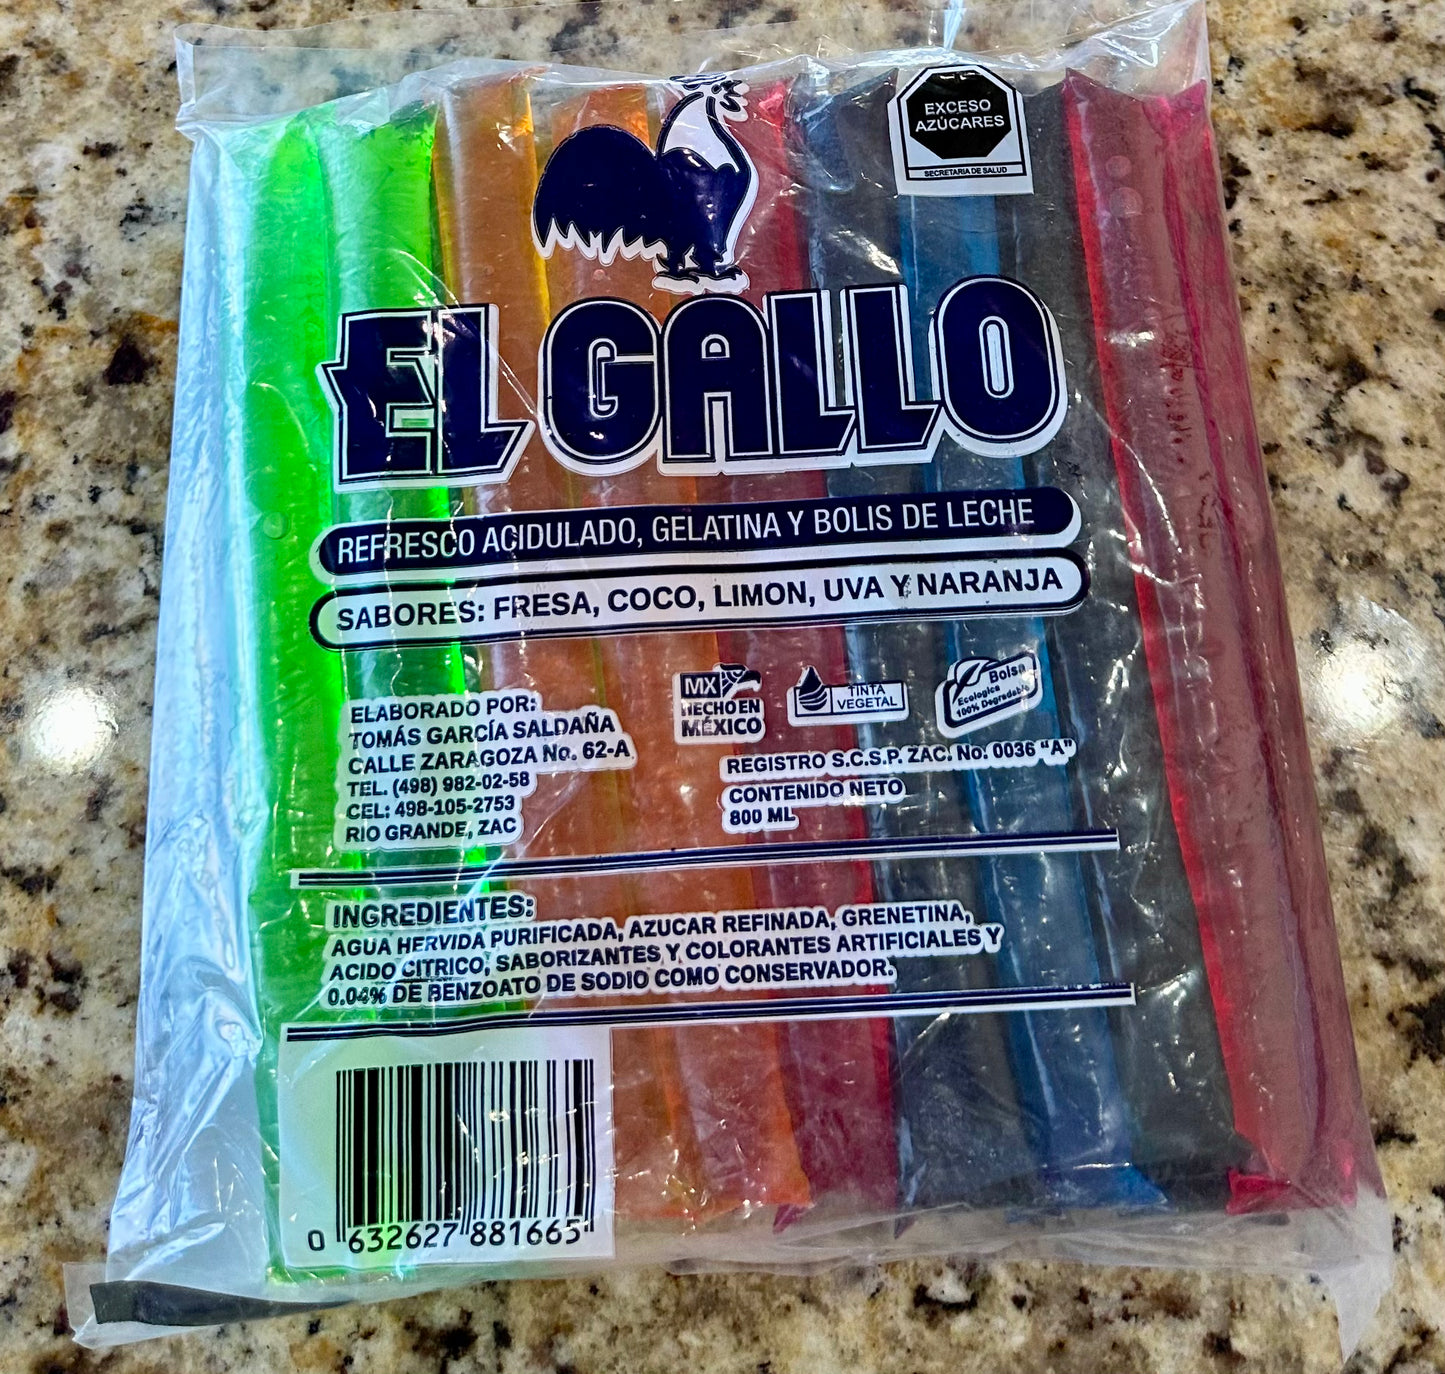 EXCESO
AZÚCARES
SECRETARIA DE SALUD
EL GALLO
REFRESCO ACIDULADO, GELATINA Y BOLIS DE LECHE
SABORES: FRESA, COCO, LIMON, UVA Y NARANJA
ELABORADO POR:
TOMÁS GARCÍA SALDAÑA
CALLE ZARAGOZA No. 62-A
TEL. (498) 982-02-58
CEL: 498-105-2753
RIO GRANDE, ZAC
MX
HECHO EN
MÉXICO
TINTA
VEGETAL
Bolsa
Ecologica
100% Degradable
REGISTRO S.C.S.P. ZAC. No. 0036 “A”
CONTENIDO NETO
800 ML
INGREDIENTES:
AGUA HERVIDA PURIFICADA, AZUCAR REFINADA, GRENETINA,
ACIDO CITRICO, SABORIZANTES Y COLORANTES ARTIFICIALES Y
0.04% DE BENZOATO DE SODIO COMO CONSERVADOR.
0 632627 881665